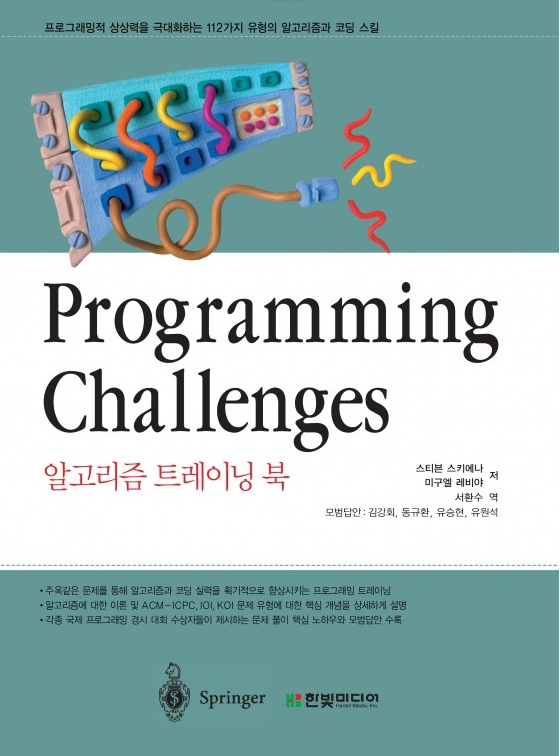 프로그래밍적 상상력을 극대화하는 112가지 유형의 알고리즘과 코딩 스킬
Programming
Challenges
알고리즘 트레이닝 북
스티븐 스키에나
미구엘 레비야 저
서환수 역
모범답안 : 김강회, 동규환, 유승현, 유원석
• 주옥같은 문제를 통해 알고리즘과 코딩 실력을 획기적으로 향상시키는 프로그래밍 트레이닝
• 알고리즘에 대한 이론 및 ACM-ICPC, IOI, KOI 문제 유형에 대한 핵심 개념을 상세하게 설명
• 각종 국제 프로그래밍 경시 대회 수상자들이 제시하는 문제 풀이 핵심 노하우와 모범답안 수록
Springer
HB 한빛미디어
Hanbit Media, Inc.